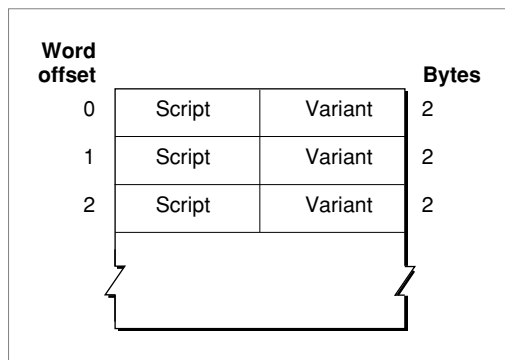 Word
offset
Bytes
0 Script Variant 2
1 Script Variant 2
2 Script Variant 2